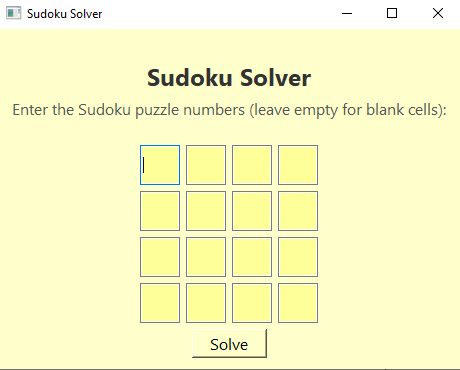 Sudoku Solver
Sudoku Solver
Enter the Sudoku puzzle numbers (leave empty for blank cells):
Solve